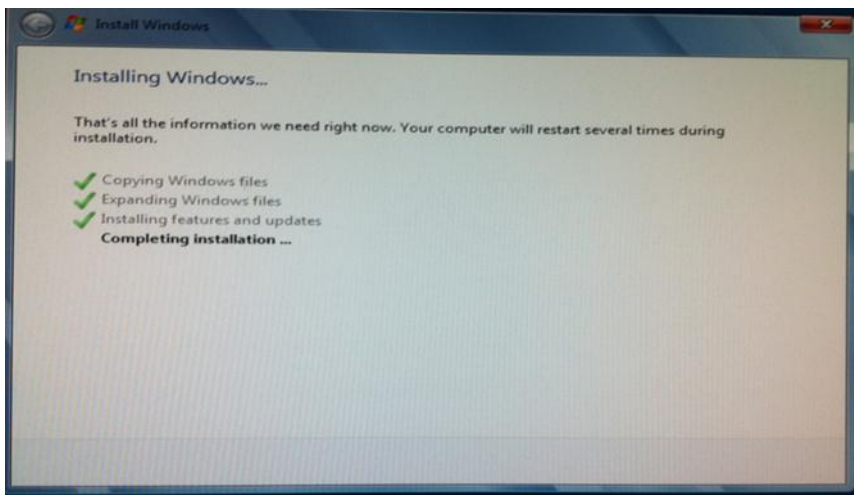 Install Windows
Installing Windows...
That's all the information we need right now. Your computer will restart several times during
installation.
Copying Windows files
Expanding Windows files
Installing features and updates
Completing installation ...